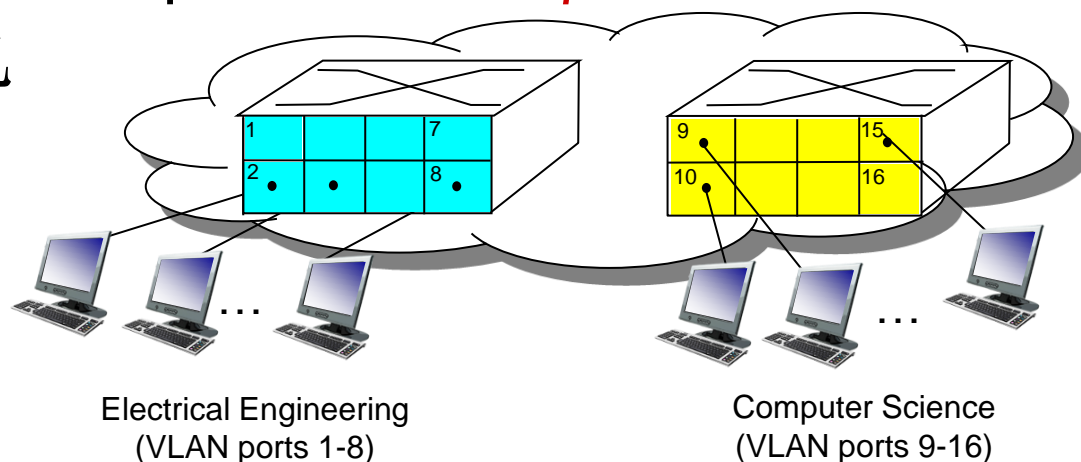 1 7
2 8
9 15
10 16
... ...
Electrical Engineering
(VLAN ports 1-8)
Computer Science
(VLAN ports 9-16)